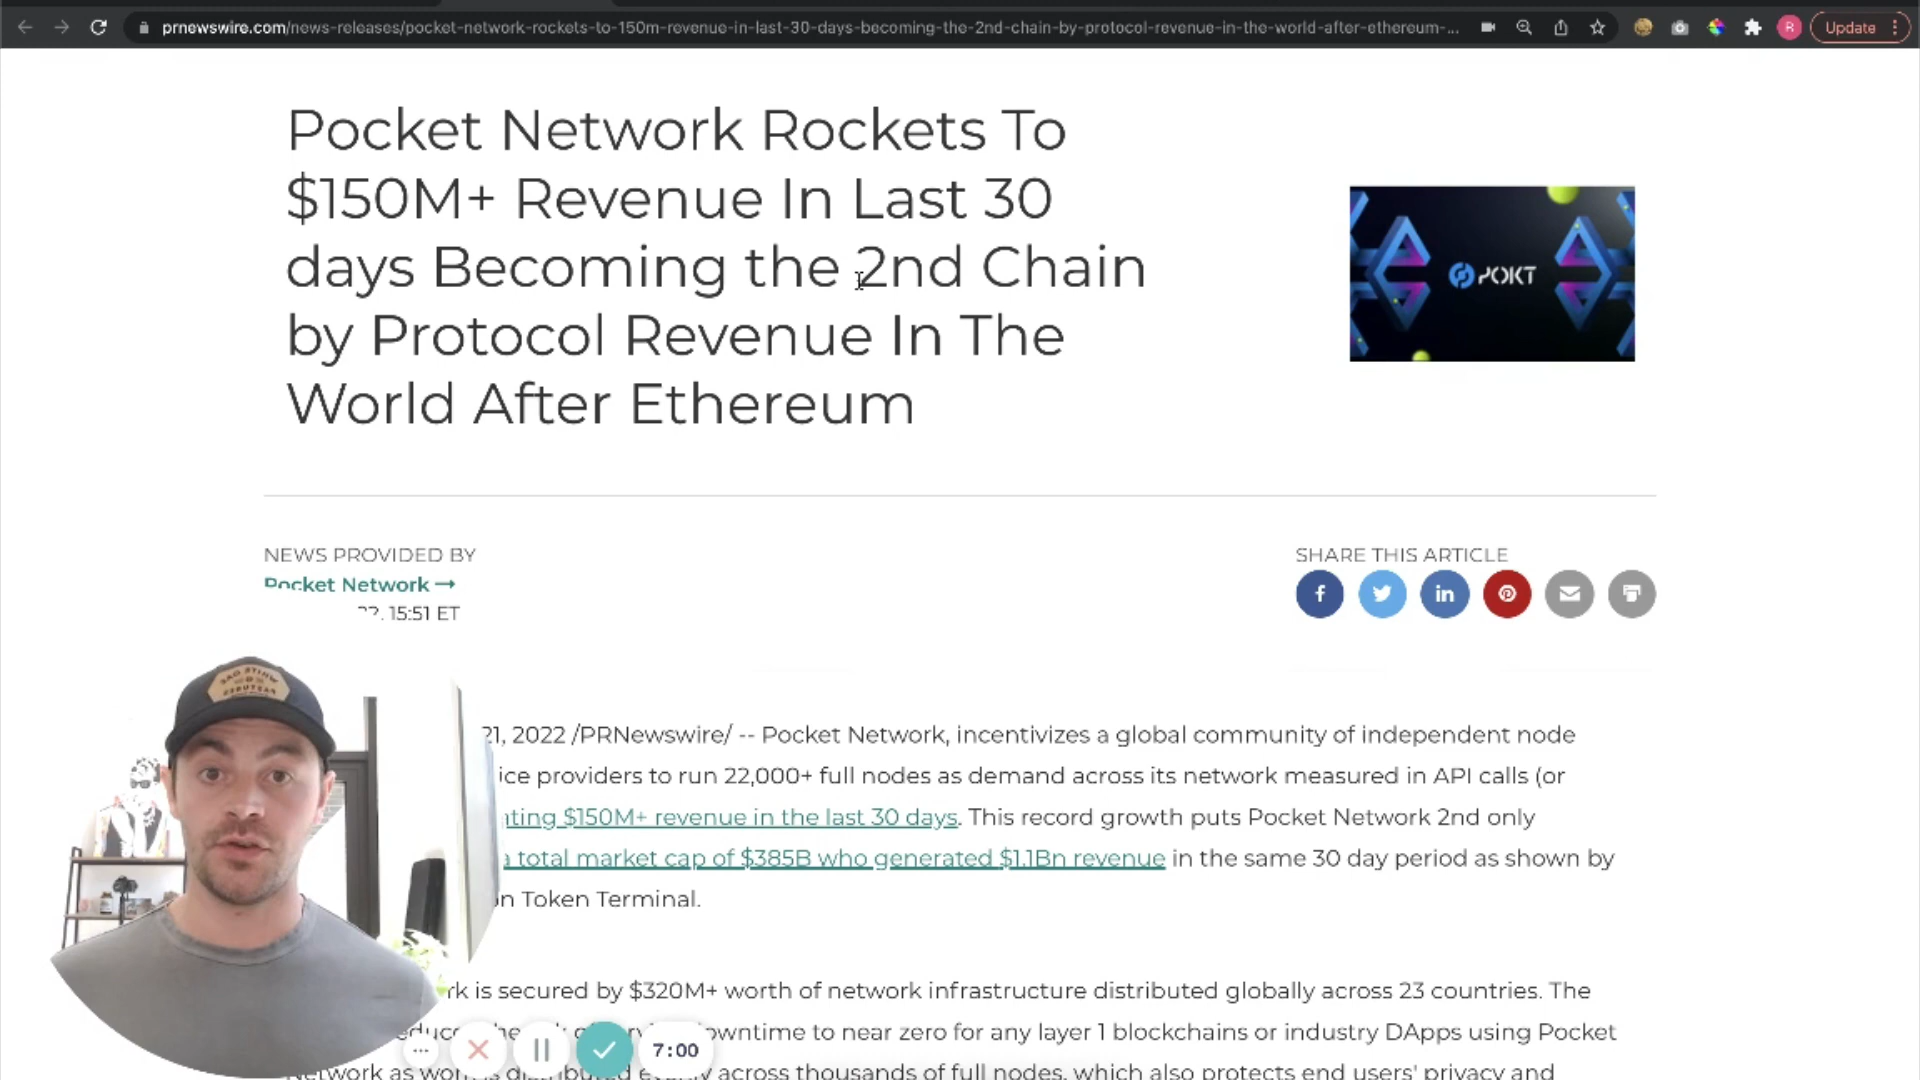 prnewswire.com/news-releases/pocket-network-rockets-to-150m-revenue-in-last-30-days-becoming-the-2nd-chain-by-protocol-revenue-in-the-world-after-ethereum-...
R
Update
Pocket Network Rockets To
$150M+ Revenue In Last 30
days Becoming the 2nd Chain
by Protocol Revenue In The
World After Ethereum
POKT
NEWS PROVIDED BY
SHARE THIS ARTICLE
Pocket Network →
15:51 ET
21, 2022 /PRNewswire/ -- Pocket Network, incentivizes a global community of independent node
ice providers to run 22,000+ full nodes as demand across its network measured in API calls (or
ating $150M+ revenue in the last 30 days. This record growth puts Pocket Network 2nd only
a total market cap of $385B who generated $1.1Bn revenue in the same 30 day period as shown by
on Token Terminal.
rk is secured by $320M+ worth of network infrastructure distributed globally across 23 countries. The
downtime to near zero for any layer 1 blockchains or industry DApps using Pocket
7:00
Network as work is distributed evenly across thousands of full nodes, which also protects end users' privacy and